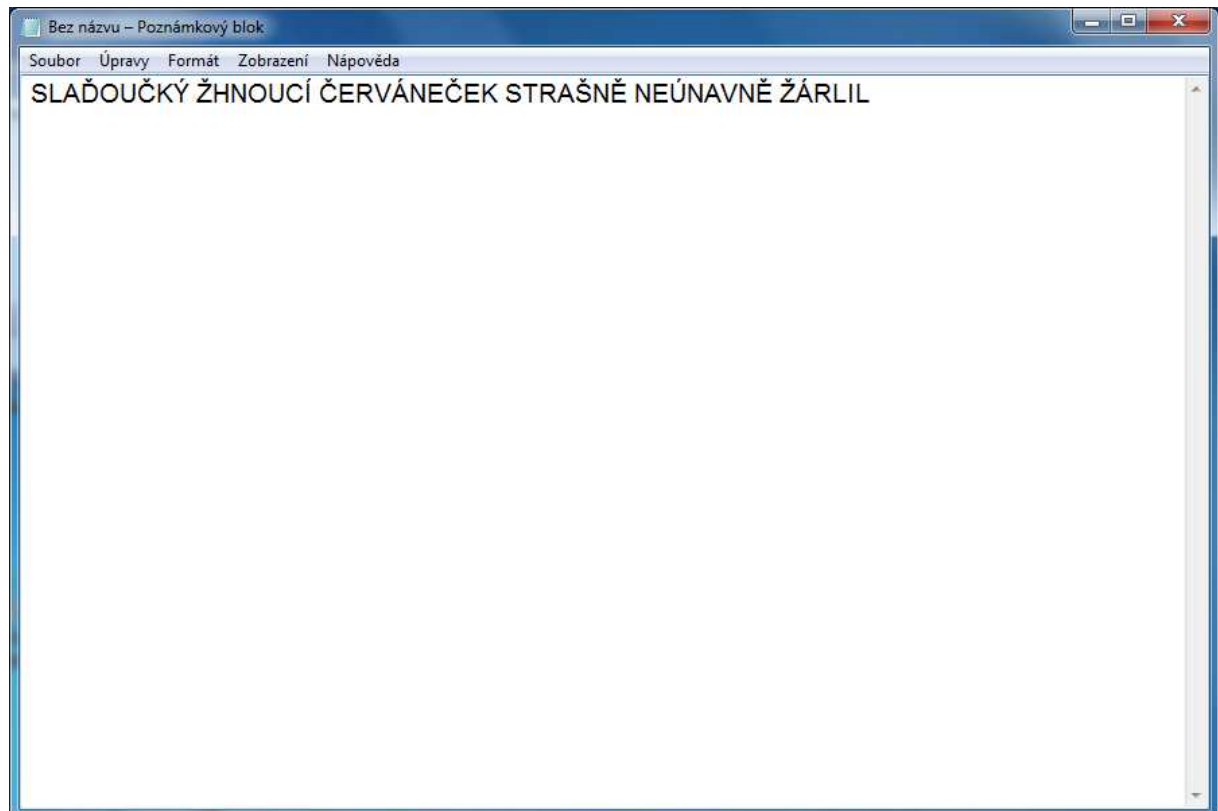 Bez názvu – Poznámkový blok
Soubor Úpravy Formát Zobrazení Nápověda
SLAĎOUČKÝ ŽHNOUCÍ ČERVÁNEČEK STRAŠNĚ NEÚNAVNĚ ŽÁRLIL